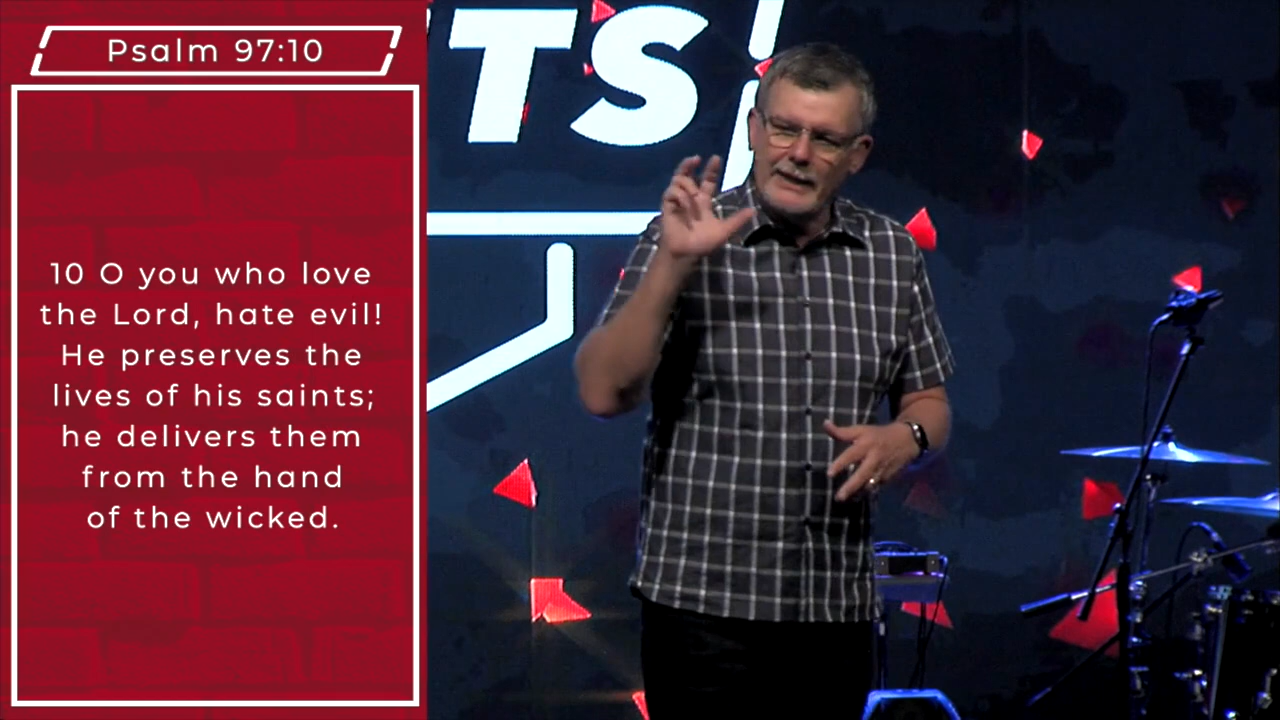 Psalm 97:10
10 O you who love
the Lord, hate evil!
He preserves the
lives of his saints;
he delivers them
from the hand
of the wicked.
TS